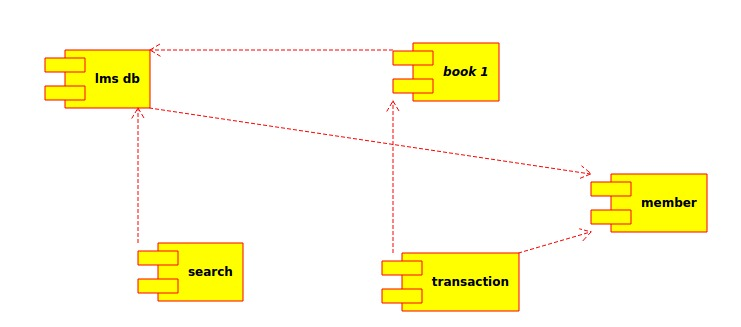 lms db
book 1
member
search
transaction